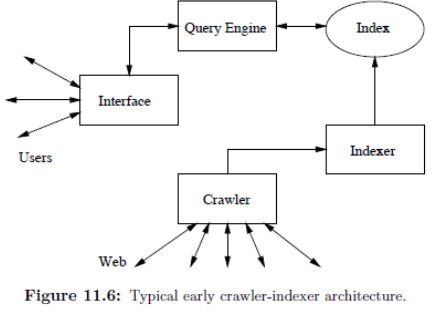 Query Engine
Index
Interface
Users
Indexer
Crawler
Web
Figure 11.6: Typical early crawler-indexer architecture.